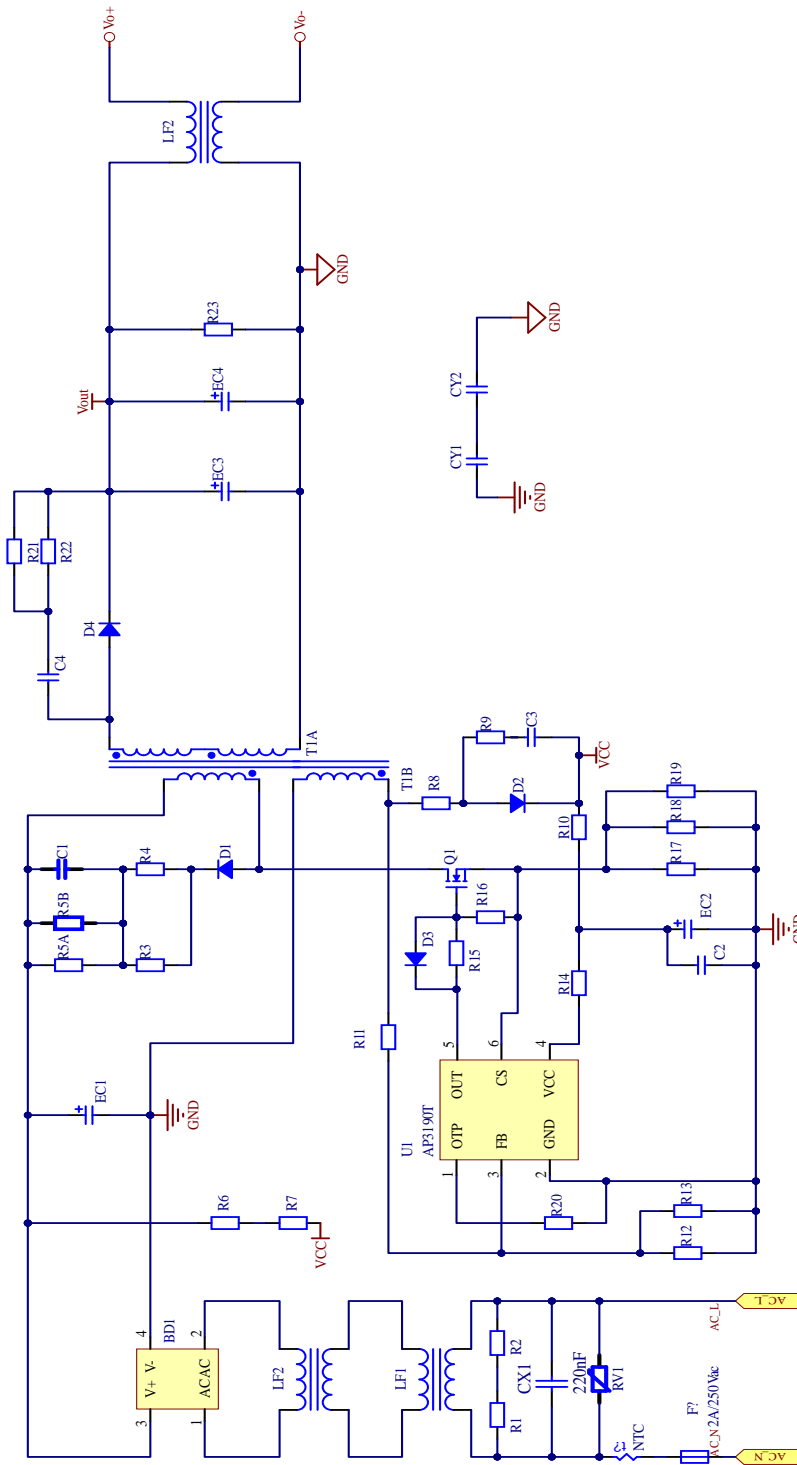 Vo+
Vo-
LF2
GND
R23
Vout
+
EC4
+
EC3
CY2
CY1
GND
GND
R21
R22
D4
C4
T1A
T1B
R9
C3
VCC
R8
D2
R10
R19
R18
R17
C1
R4
D1
R5B
R5A
R3
Q1
R16
D3
R15
R11
R14
+
EC2
C2
GND
+
EC1
GND
U1
AP3190T
OTP
OUT
FB
CS
GND
VCC
1
5
3
6
2
4
R6
R7
VCC
R20
R13
R12
BD1
V+
V-
AC
AC
3
4
1
2
LF2
LF1
R2
R1
CX1
220nF
RV1
t?
NTC
F?
2A/250Vac
AC_L
AC_L
AC_N
AC_N